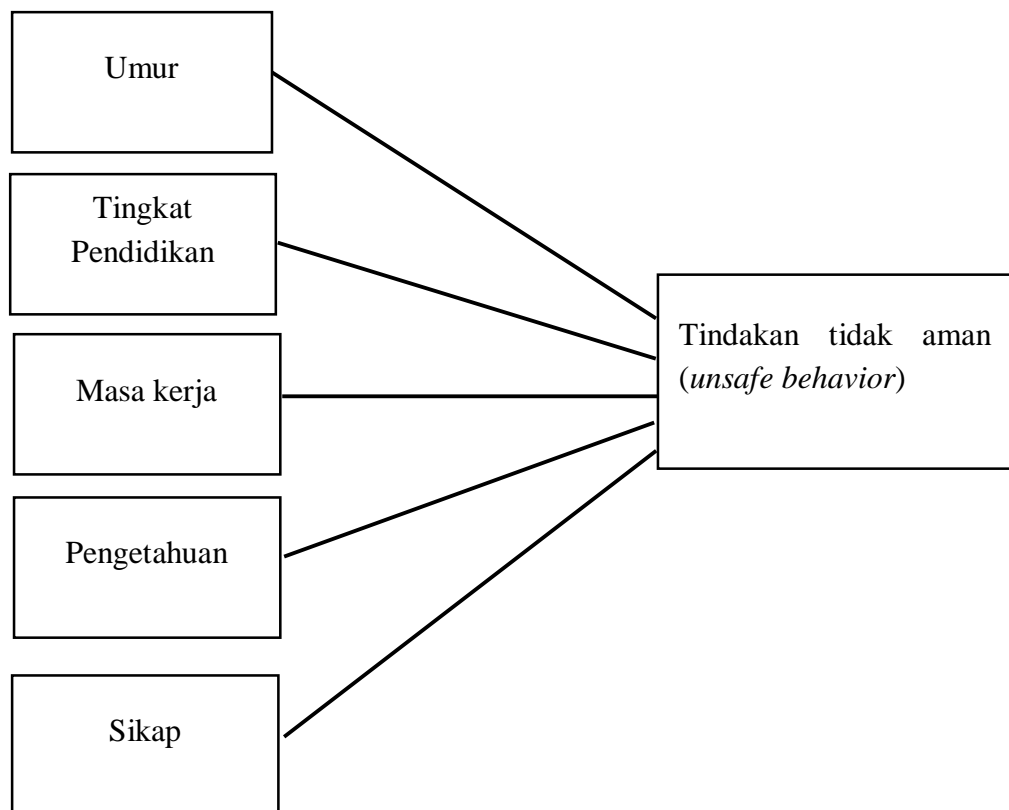 Umur
Tingkat
Pendidikan
Masa kerja
Pengetahuan
Sikap
Tindakan tidak aman
(unsafe behavior)